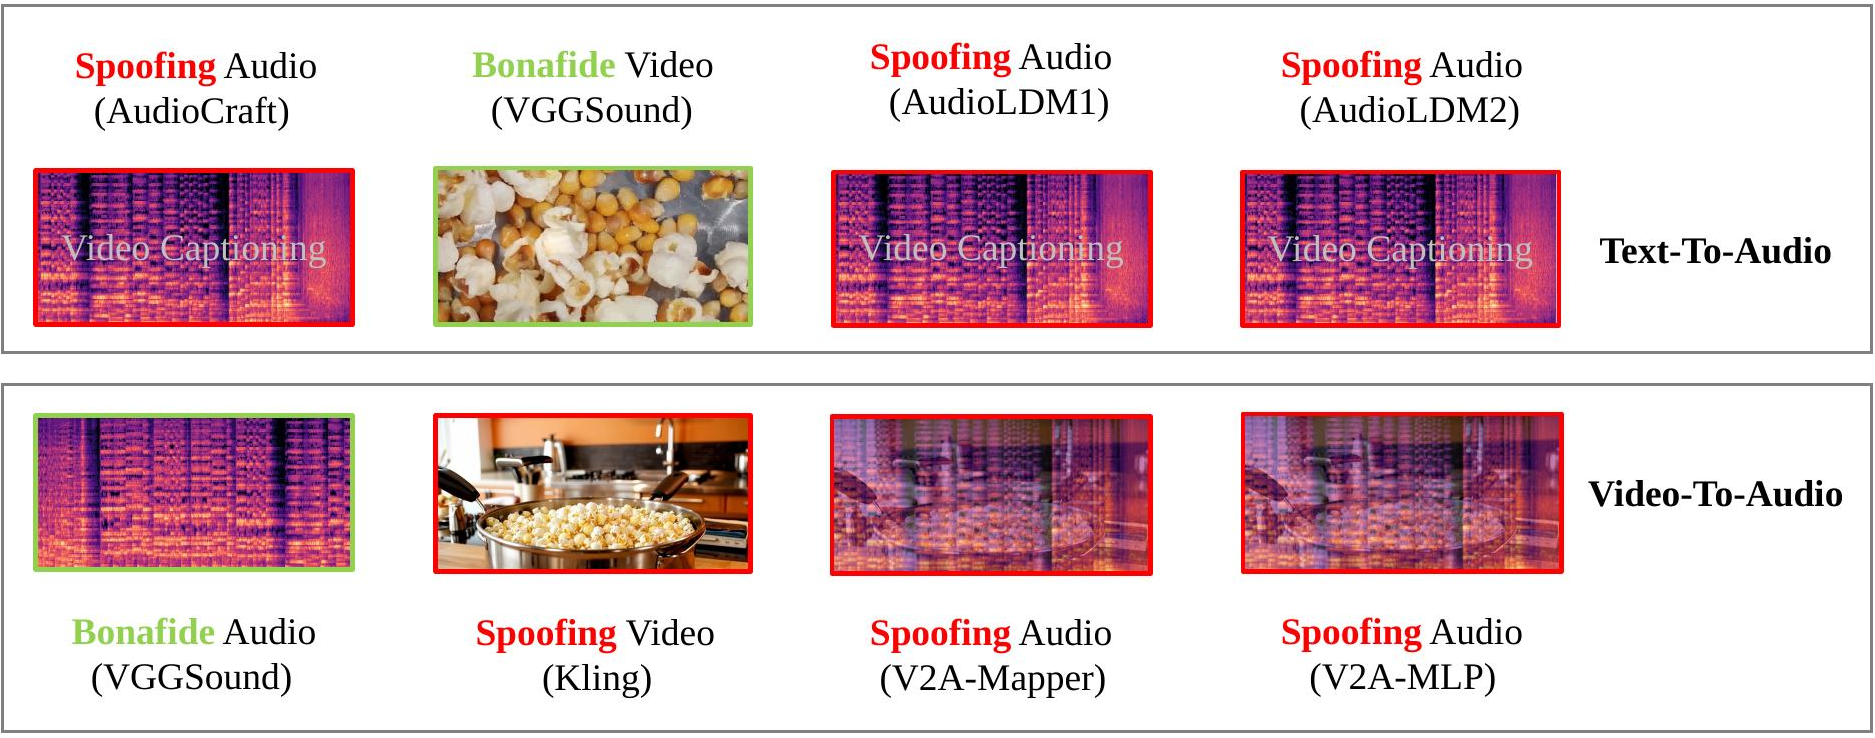 Spoofing Audio
(AudioCraft)
Bonafide Video
(VGGSound)
Spoofing Audio
(AudioLDM1)
Spoofing Audio
(AudioLDM2)
Video Captioning
Video Captioning
Video Captioning
Text-To-Audio
Video-To-Audio
Bonafide Audio
(VGGSound)
Spoofing Video
(Kling)
Spoofing Audio
(V2A-Mapper)
Spoofing Audio
(V2A-MLP)